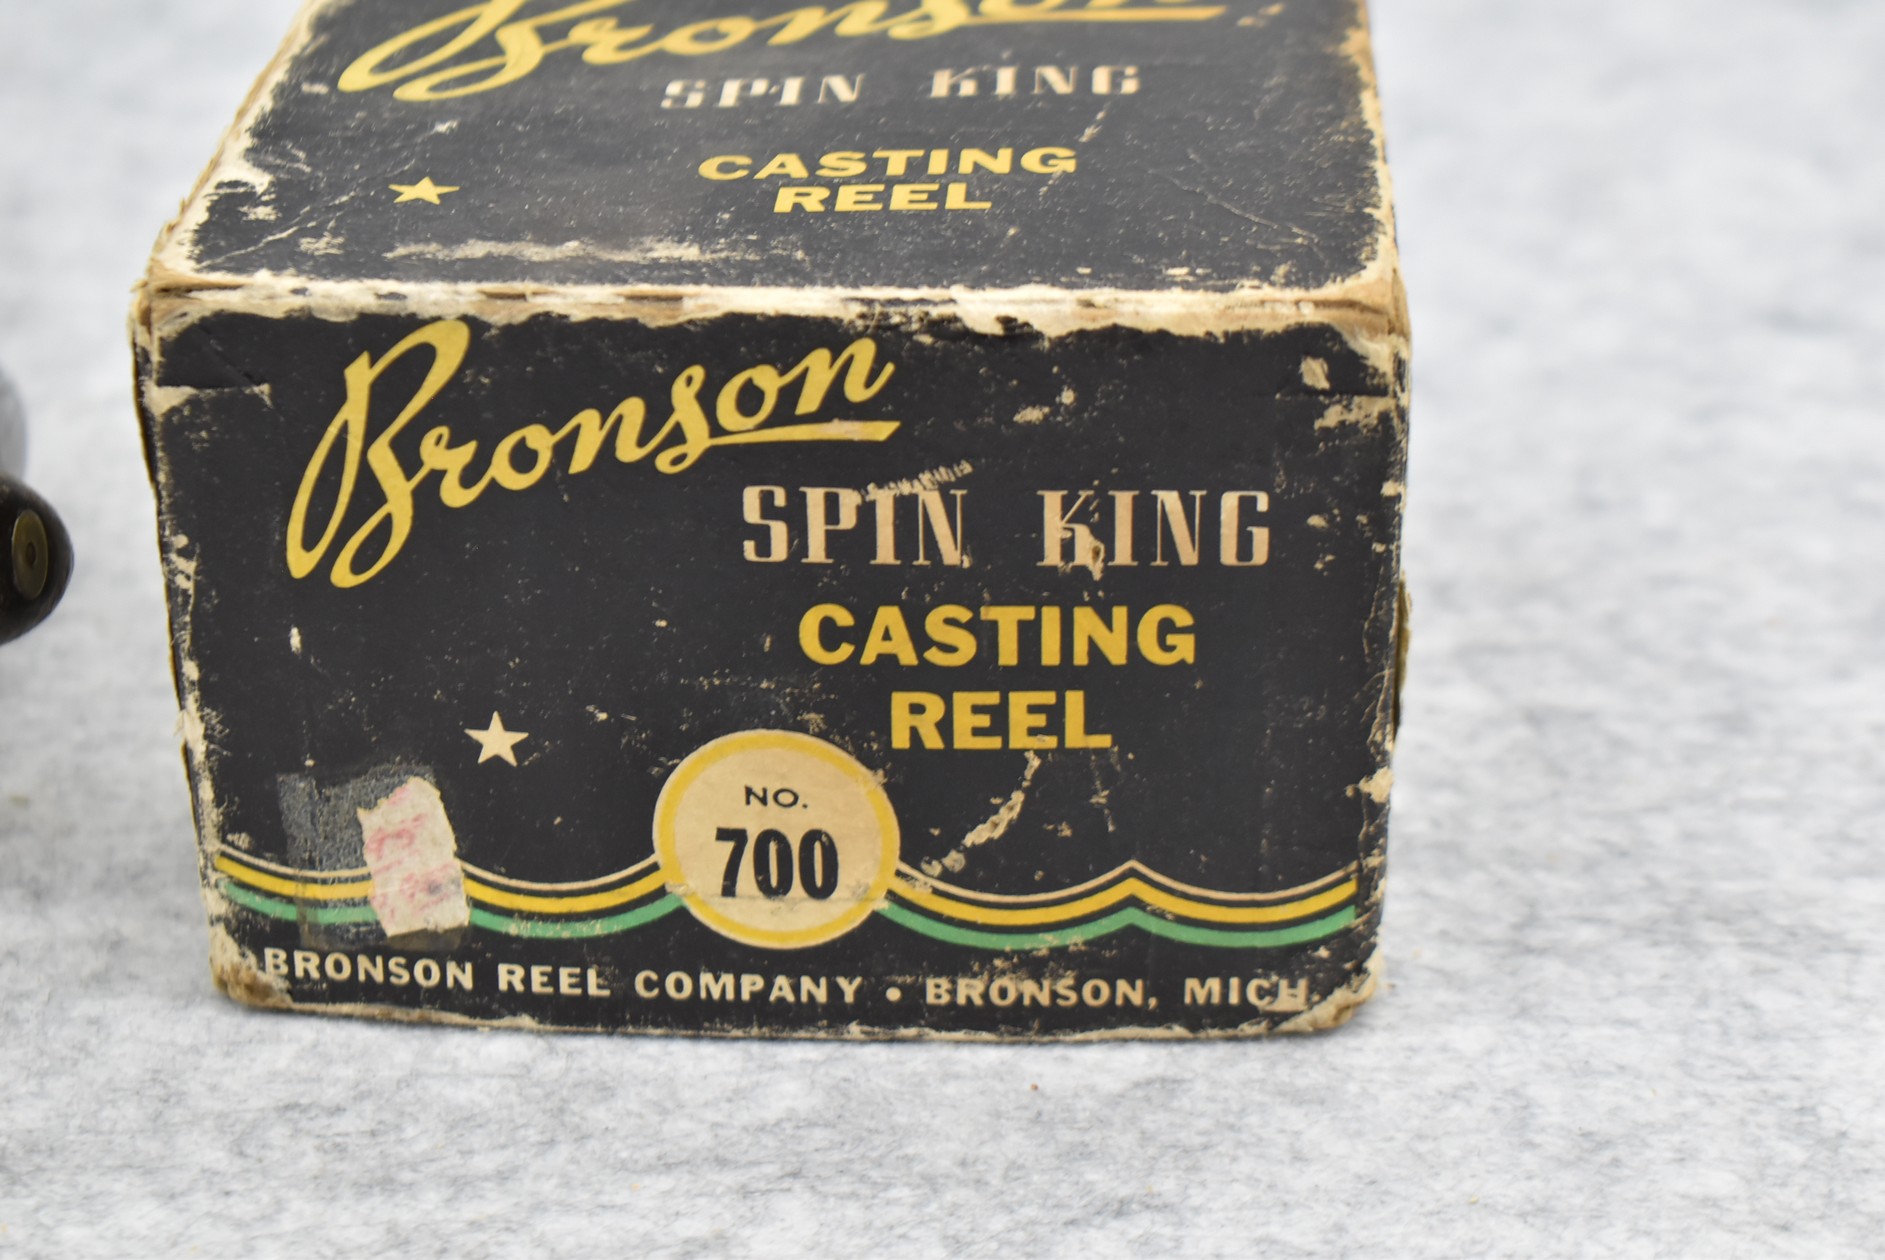 Bronson
SPIN KING
CASTING
REEL
Bronson
SPIN KING
CASTING
REEL
NO.
700
BRONSON REEL COMPANY • BRONSON, MICH.